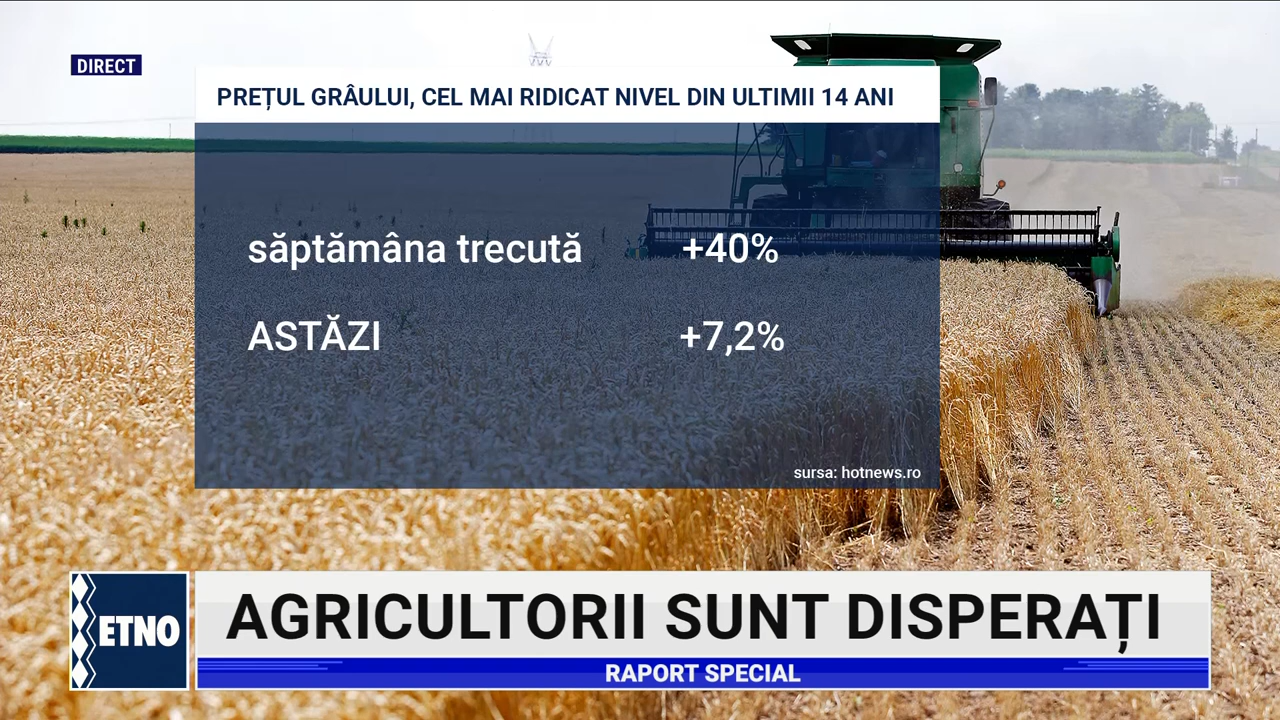 DIRECT
PREȚUL GRÂULUI, CEL MAI RIDICAT NIVEL DIN ULTIMII 14 ANI
săptămâna trecută +40%
ASTĂZI +7,2%
sursa: hotnews.ro
ETNO
AGRICULTORII SUNT DISPERAȚI
RAPORT SPECIAL